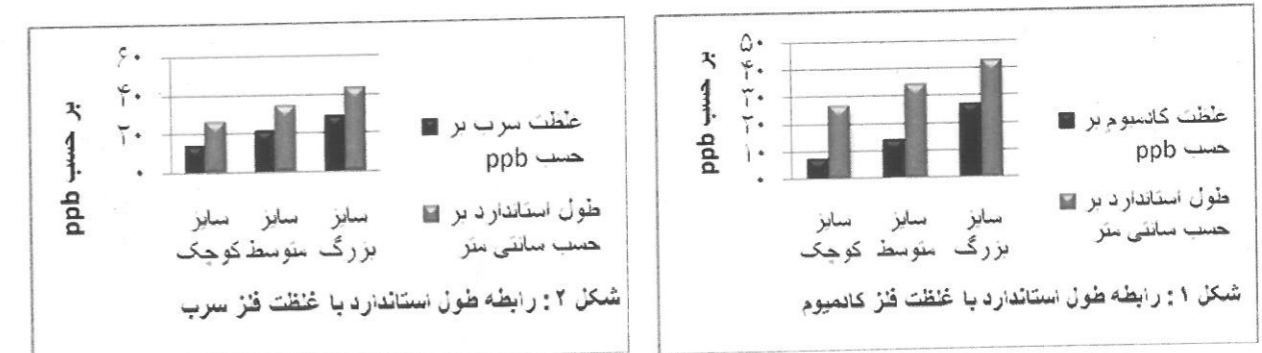 بر حسب ppb
۵۰
۴۰
۳۰
۲۰
۱۰
۰
سایز کوچک
سایز متوسط
سایز بزرگ
غلظت کادمیوم بر
حسب ppb
طول استاندارد بر
حسب سانتی متر
شکل ۱ : رابطه طول استاندارد با غلظت فلز کادمیوم
بر حسب ppb
۶۰
۴۰
۲۰
۰
سایز کوچک
سایز متوسط
سایز بزرگ
غلظت سرب بر
حسب ppb
طول استاندارد بر
حسب سانتی متر
شکل ۲ : رابطه طول استاندارد با غلظت فلز سرب